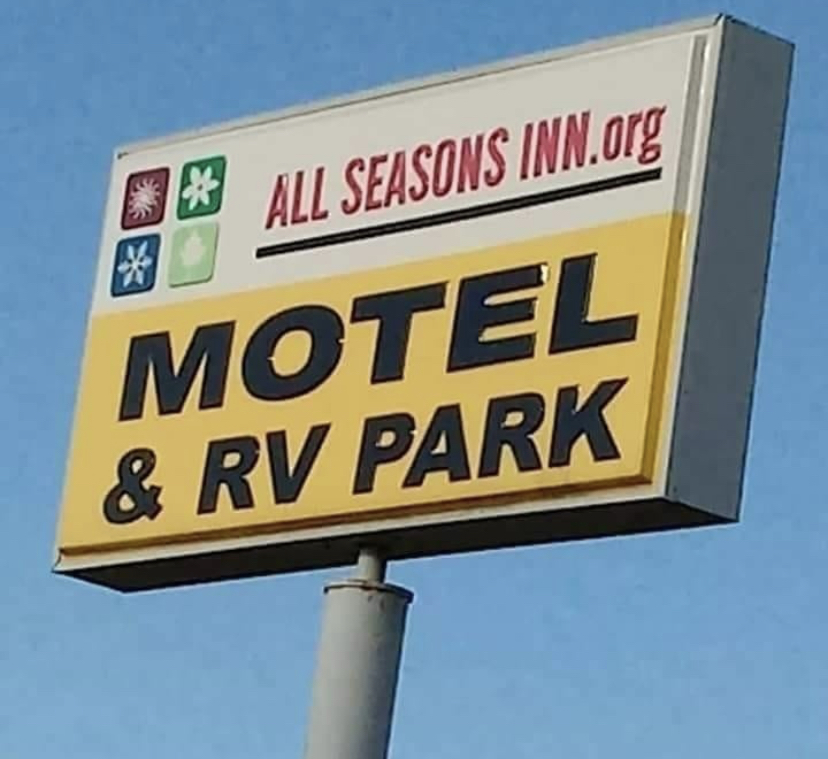 ALL SEASONS INN.org
MOTEL
& RV PARK